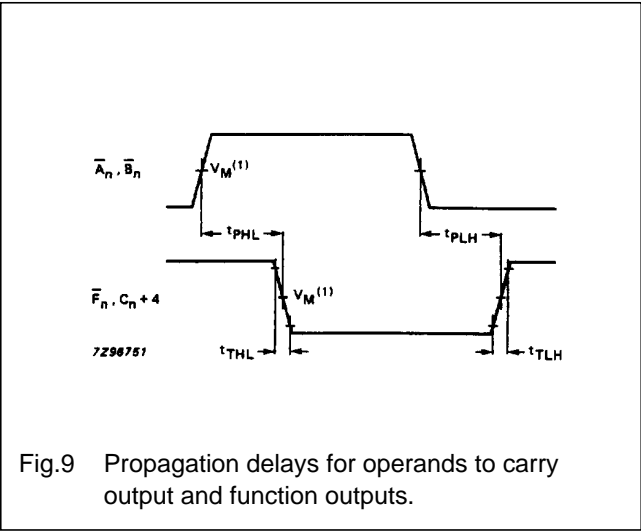 A̅n , B̅n
VM(1)
tPHL
tPLH
F̅n , Cn + 4
VM(1)
7Z96751
tTHL
tTLH
Fig.9 Propagation delays for operands to carry
output and function outputs.